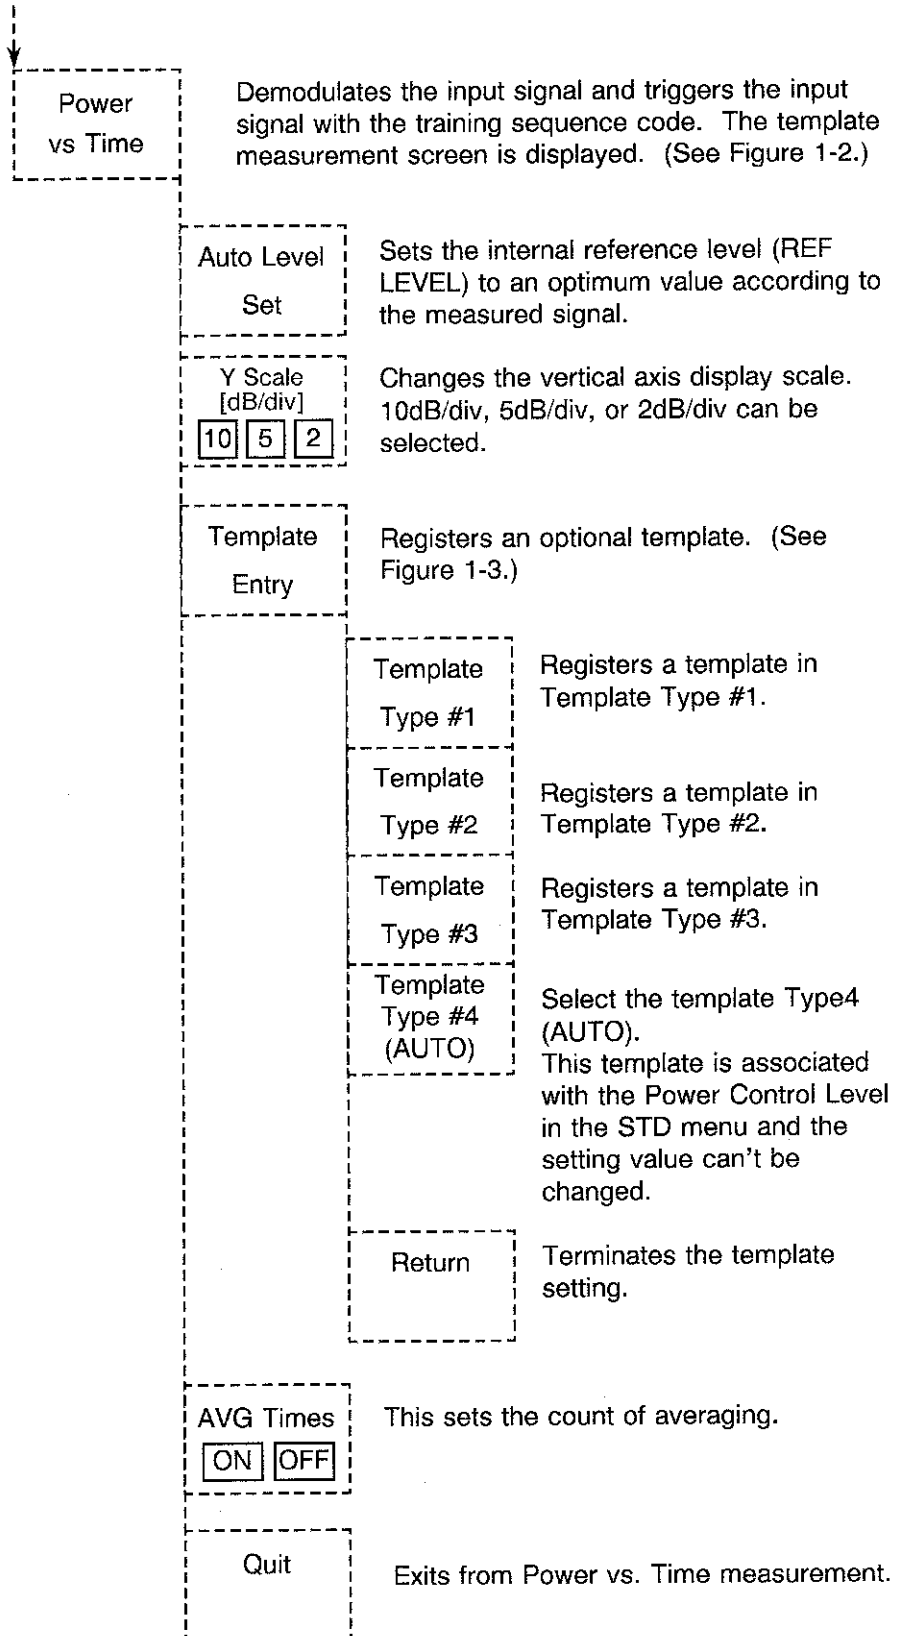 Power
vs Time
Demodulates the input signal and triggers the input
signal with the training sequence code. The template
measurement screen is displayed. (See Figure 1-2.)
Auto Level
Set
Sets the internal reference level (REF
LEVEL) to an optimum value according to
the measured signal.
Y Scale
[dB/div]
10 5 2
Changes the vertical axis display scale.
10dB/div, 5dB/div, or 2dB/div can be
selected.
Template
Entry
Registers an optional template. (See
Figure 1-3.)
Template
Type #1
Registers a template in
Template Type #1.
Template
Type #2
Registers a template in
Template Type #2.
Template
Type #3
Registers a template in
Template Type #3.
Template
Type #4
(AUTO)
Select the template Type4
(AUTO).
This template is associated
with the Power Control Level
in the STD menu and the
setting value can't be
changed.
Return
Terminates the template
setting.
AVG Times
ON OFF
This sets the count of averaging.
Quit
Exits from Power vs. Time measurement.